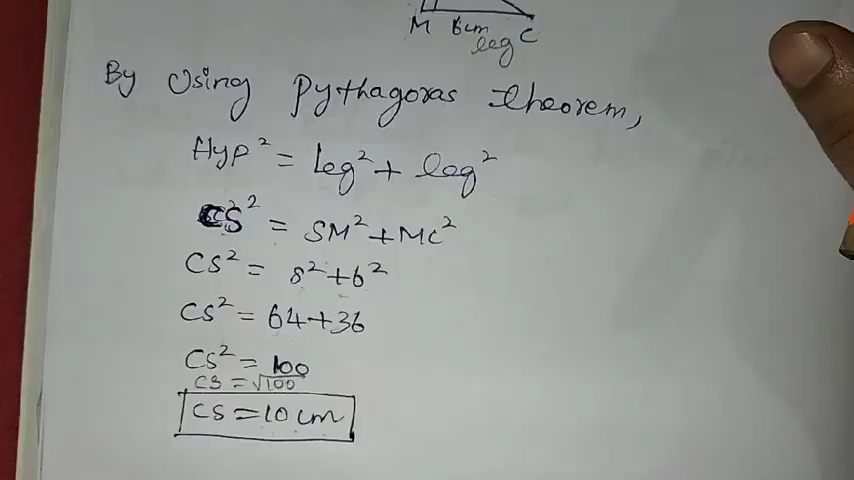 M 6cm C
leg
By Using Pythagoras theorem,
Hyp² = Leg² + leg²
CS² = SM² + MC²
CS² = 8² + 6²
CS² = 64+36
CS² = 100
CS = √100
CS = 10 cm